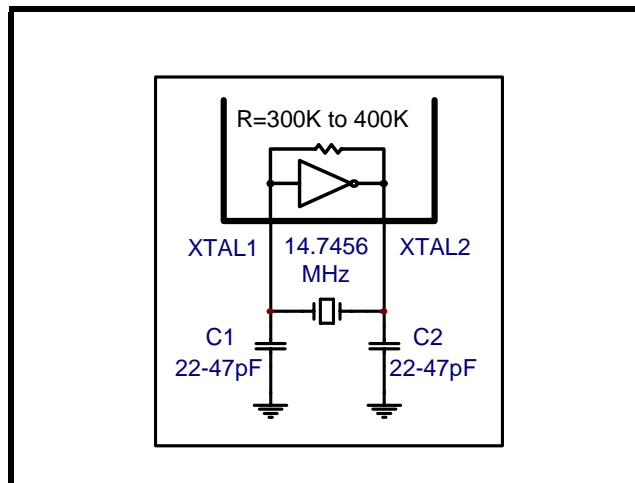 R=300K to 400K
XTAL1
14.7456
MHz
XTAL2
C1
22-47pF
C2
22-47pF